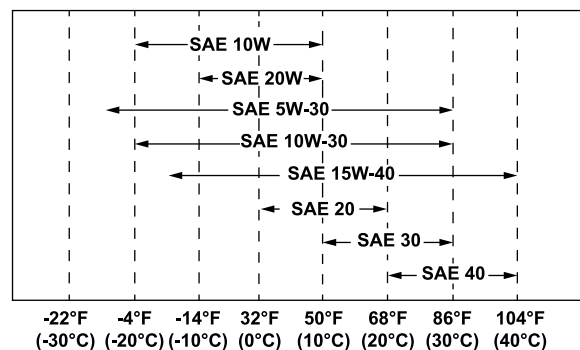 SAE 10W
SAE 20W
SAE 5W-30
SAE 10W-30
SAE 15W-40
SAE 20
SAE 30
SAE 40
-22°F -4°F -14°F 32°F 50°F 68°F 86°F 104°F
(-30°C) (-20°C) (-10°C) (0°C) (10°C) (20°C) (30°C) (40°C)